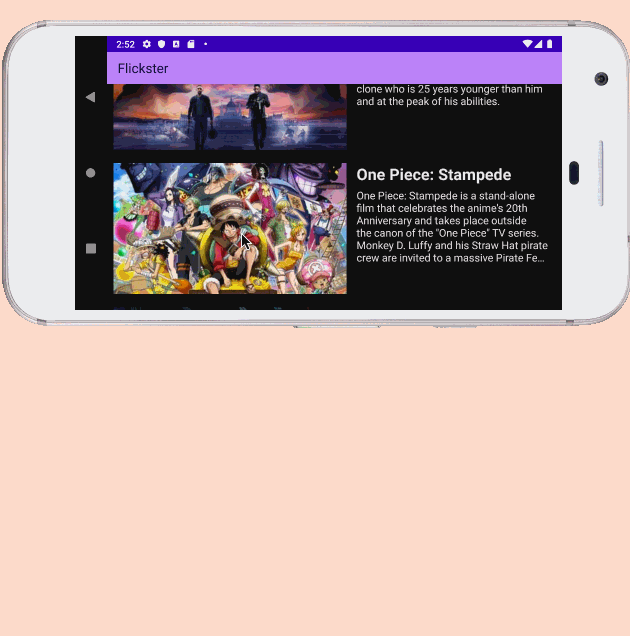 2:52
Flickster
clone who is 25 years younger than him
and at the peak of his abilities.
One Piece: Stampede
One Piece: Stampede is a stand-alone
film that celebrates the anime's 20th
Anniversary and takes place outside
the canon of the "One Piece" TV series.
Monkey D. Luffy and his Straw Hat pirate
crew are invited to a massive Pirate Fe...